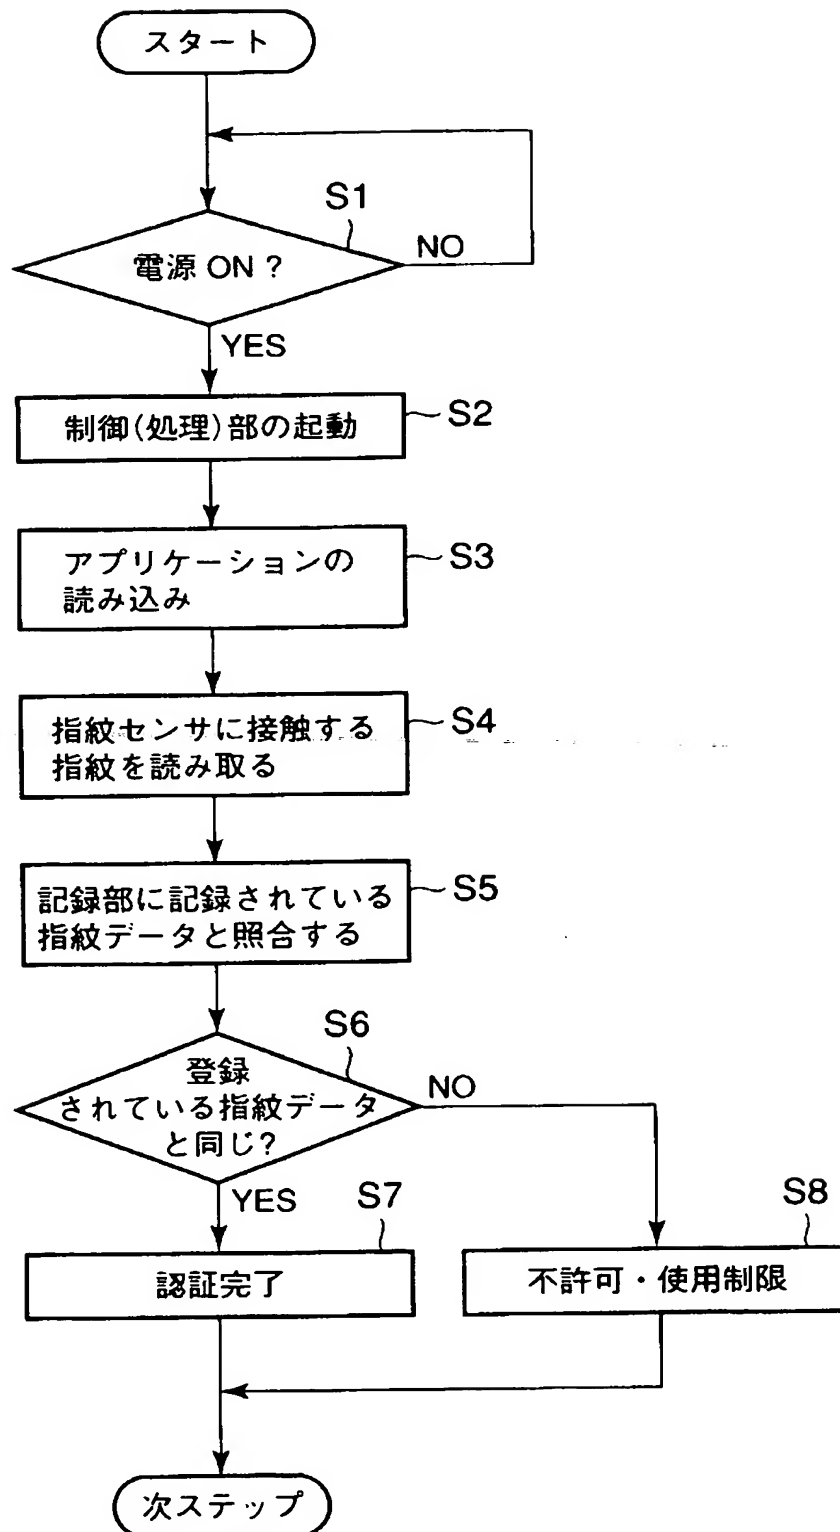 スタート
S1
電源 ON ?
NO
YES
制御(処理)部の起動
S2
アプリケーションの
読み込み
S3
指紋センサに接触する
指紋を読み取る
S4
記録部に記録されている
指紋データと照合する
S5
S6
登録
されている指紋データ
と同じ?
NO
YES
S7
認証完了
S8
不許可・使用制限
次ステップ